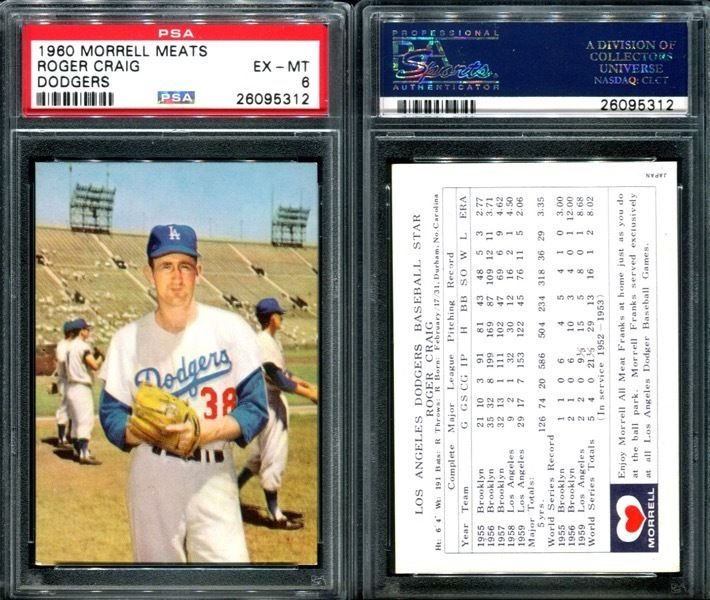 PSA
1960 MORRELL MEATS
ROGER CRAIG EX - MT
DODGERS 6
PSA 26095312
LA
Dodgers
38
PROFESSIONAL
PSA
Sports
AUTHENTICATOR
A DIVISION OF
COLLECTORS
UNIVERSE
NASDAQ: CLCT
26095312
JAPAN
LOS ANGELES DODGERS BASEBALL STAR
ROGER CRAIG
Ht: 6'4" Wt: 191 Bats: R Throws: R Born: February/17/31, Durham, No. Carolina
Complete Major League Pitching Record
Year Team G GS CG IP H BB SO W L ERA
1955 Brooklyn 21 10 3 191 81 43 48 5 3 2.77
1956 Brooklyn 35 32 8 199 169 87 109 12 11 3.71
1957 Brooklyn 32 13 1 111 102 47 69 6 9 4.62
1958 Los Angeles 9 2 1 32 30 12 16 2 1 4.50
1959 Los Angeles 29 17 7 153 122 45 76 11 5 2.06
Major Totals:
5 yrs. 126 74 20 586 504 234 318 36 29 3.35
World Series Record
1955 Brooklyn 1 1 0 6 4 5 4 1 0 3.00
1956 Brooklyn 2 1 0 6 10 3 4 0 1 12.00
1959 Los Angeles 2 2 0 9⅓ 15 5 8 0 1 8.68
World Series Totals 5 4 0 21⅓ 29 13 16 1 2 8.02
(In service 1952-1953)
MORRELL
Enjoy Morrell All Meat Franks at home just as you do
at the ball park. Morrell Franks served exclusively
at all Los Angeles Dodger Baseball Games.